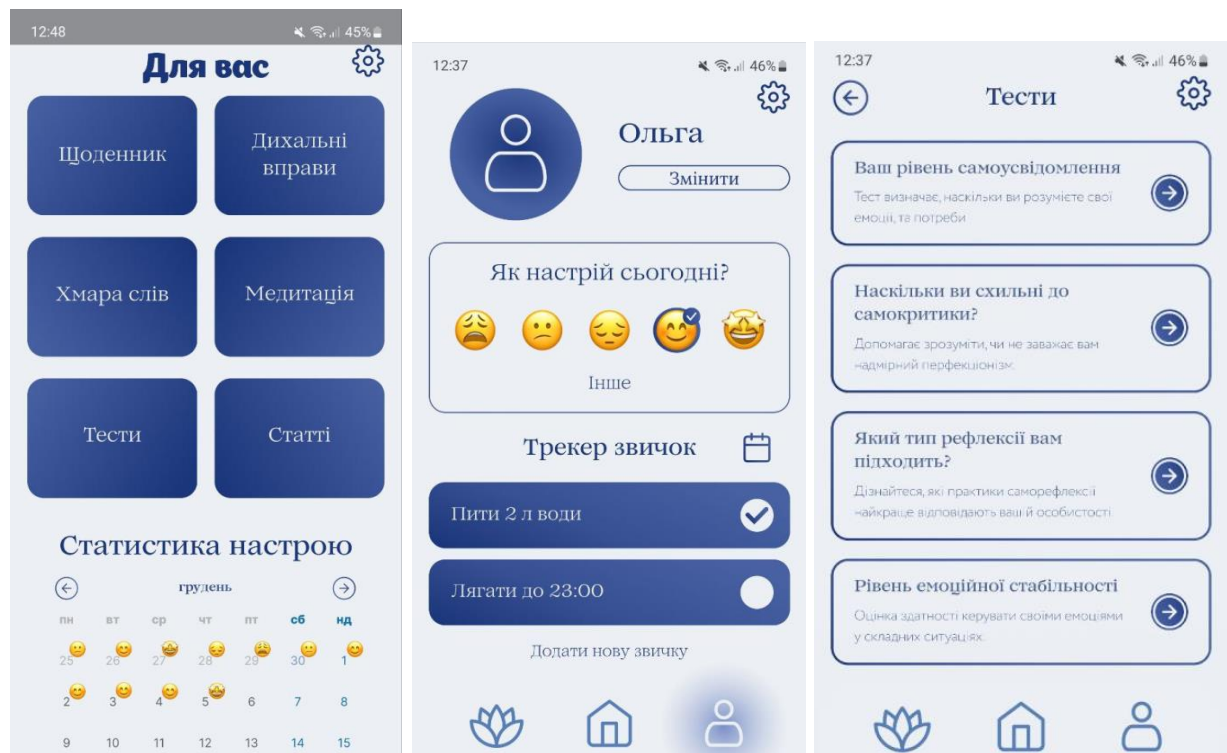 12:48
45%
Для вас
Щоденник
Дихальні
вправи
Хмара слів
Медитація
Тести
Статті
Статистика настрою
грудень
пн вт ср чт пт сб нд
25 26 27 28 29 30 1
2 3 4 5 6 7 8
9 10 11 12 13 14 15
12:37
46%
Ольга
Змінити
Як настрій сьогодні?
Інше
Трекер звичок
Пити 2 л води
Лягати до 23:00
Додати нову звичку
12:37
46%
Тести
Ваш рівень самоусвідомлення
Тест визначає, наскільки ви розумієте свої
емоції, та потреби
Наскільки ви схильні до
самокритики?
Допомагає зрозуміти, чи не заважає вам
надмірний перфекціонізм.
Який тип рефлексії вам
підходить?
Дізнайтеся, які практики саморефлексії
найкраще відповідають вашій особистості
Рівень емоційної стабільності
Оцінка здатності керувати своїми емоціями
у складних ситуаціях.